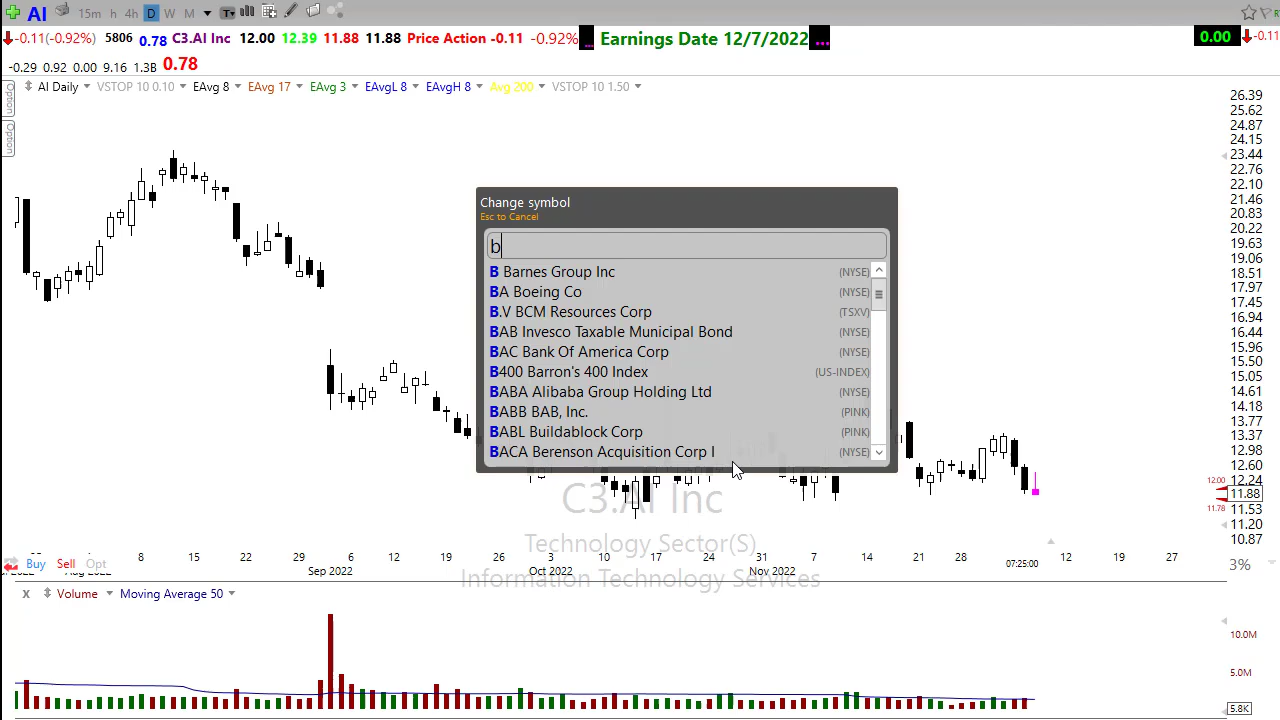 AI 15m h 4h D W M T
-0.11(-0.92%) 5806 0.78 C3.AI Inc 12.00 12.39 11.88 11.88 Price Action -0.11 -0.92% ... Earnings Date 12/7/2022 ... 0.00 -0.11
-0.29 0.92 0.00 9.16 1.3B 0.78
AI Daily VSTOP 10 0.10 EAvg 8 EAvg 17 EAvg 3 EAvgL 8 EAvgH 8 Avg 200 VSTOP 10 1.50
Option
Option
Change symbol
Esc to Cancel
b
B Barnes Group Inc (NYSE)
BA Boeing Co (NYSE)
B.V BCM Resources Corp (TSXV)
BAB Invesco Taxable Municipal Bond (NYSE)
BAC Bank Of America Corp (NYSE)
B400 Barron's 400 Index (US-INDEX)
BABA Alibaba Group Holding Ltd (NYSE)
BABB BAB, Inc. (PINK)
BABL Buildablock Corp (PINK)
BACA Berenson Acquisition Corp I (NYSE)
26.39
25.62
24.87
24.15
23.44
22.76
22.10
21.46
20.83
20.22
19.63
19.06
18.51
17.97
17.45
16.94
16.44
15.96
15.50
15.05
14.61
14.18
13.77
13.37
12.98
12.60
12.24
12.00
11.88
11.78
11.53
11.20
10.87
3%
C3.AI Inc
Technology Sector(S)
Information Technology Services
8 15 22 29 6 12 19 26 3 10 17 24 31 7 14 21 28 12 19 27
Aug 2022 Sep 2022 Oct 2022 Nov 2022 07:25:00
Buy Sell Opt
x Volume Moving Average 50
10.0M
5.0M
5.8K